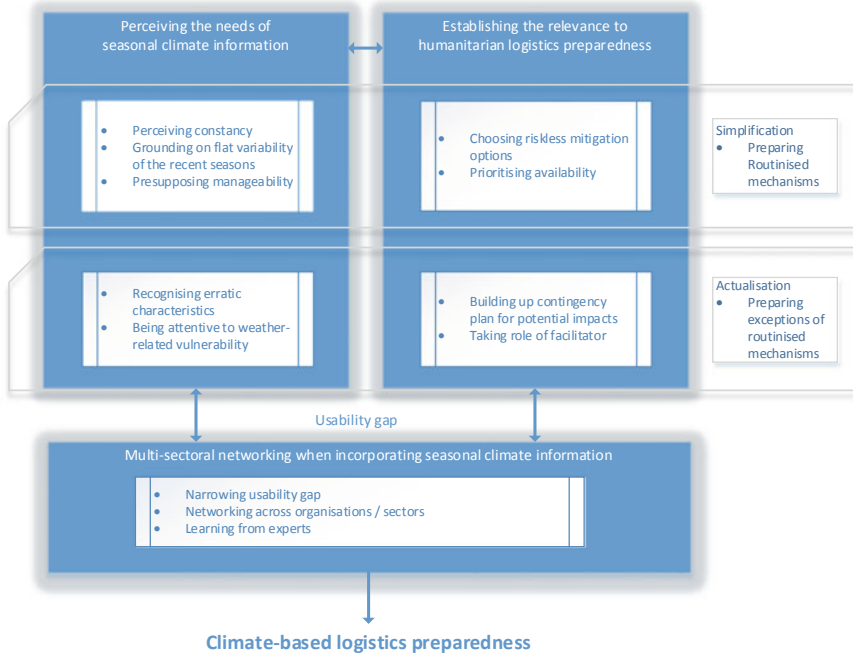 Perceiving the needs of
seasonal climate information
Establishing the relevance to
humanitarian logistics preparedness
• Perceiving constancy
• Grounding on flat variability
of the recent seasons
• Presupposing manageability
• Choosing riskless mitigation
options
• Prioritising availability
Simplification
• Preparing
Routinised
mechanisms
• Recognising erratic
characteristics
• Being attentive to weather-
related vulnerability
• Building up contingency
plan for potential impacts
• Taking role of facilitator
Actualisation
• Preparing
exceptions of
routinised
mechanisms
Usability gap
Multi-sectoral networking when incorporating seasonal climate information
• Narrowing usability gap
• Networking across organisations / sectors
• Learning from experts
Climate-based logistics preparedness